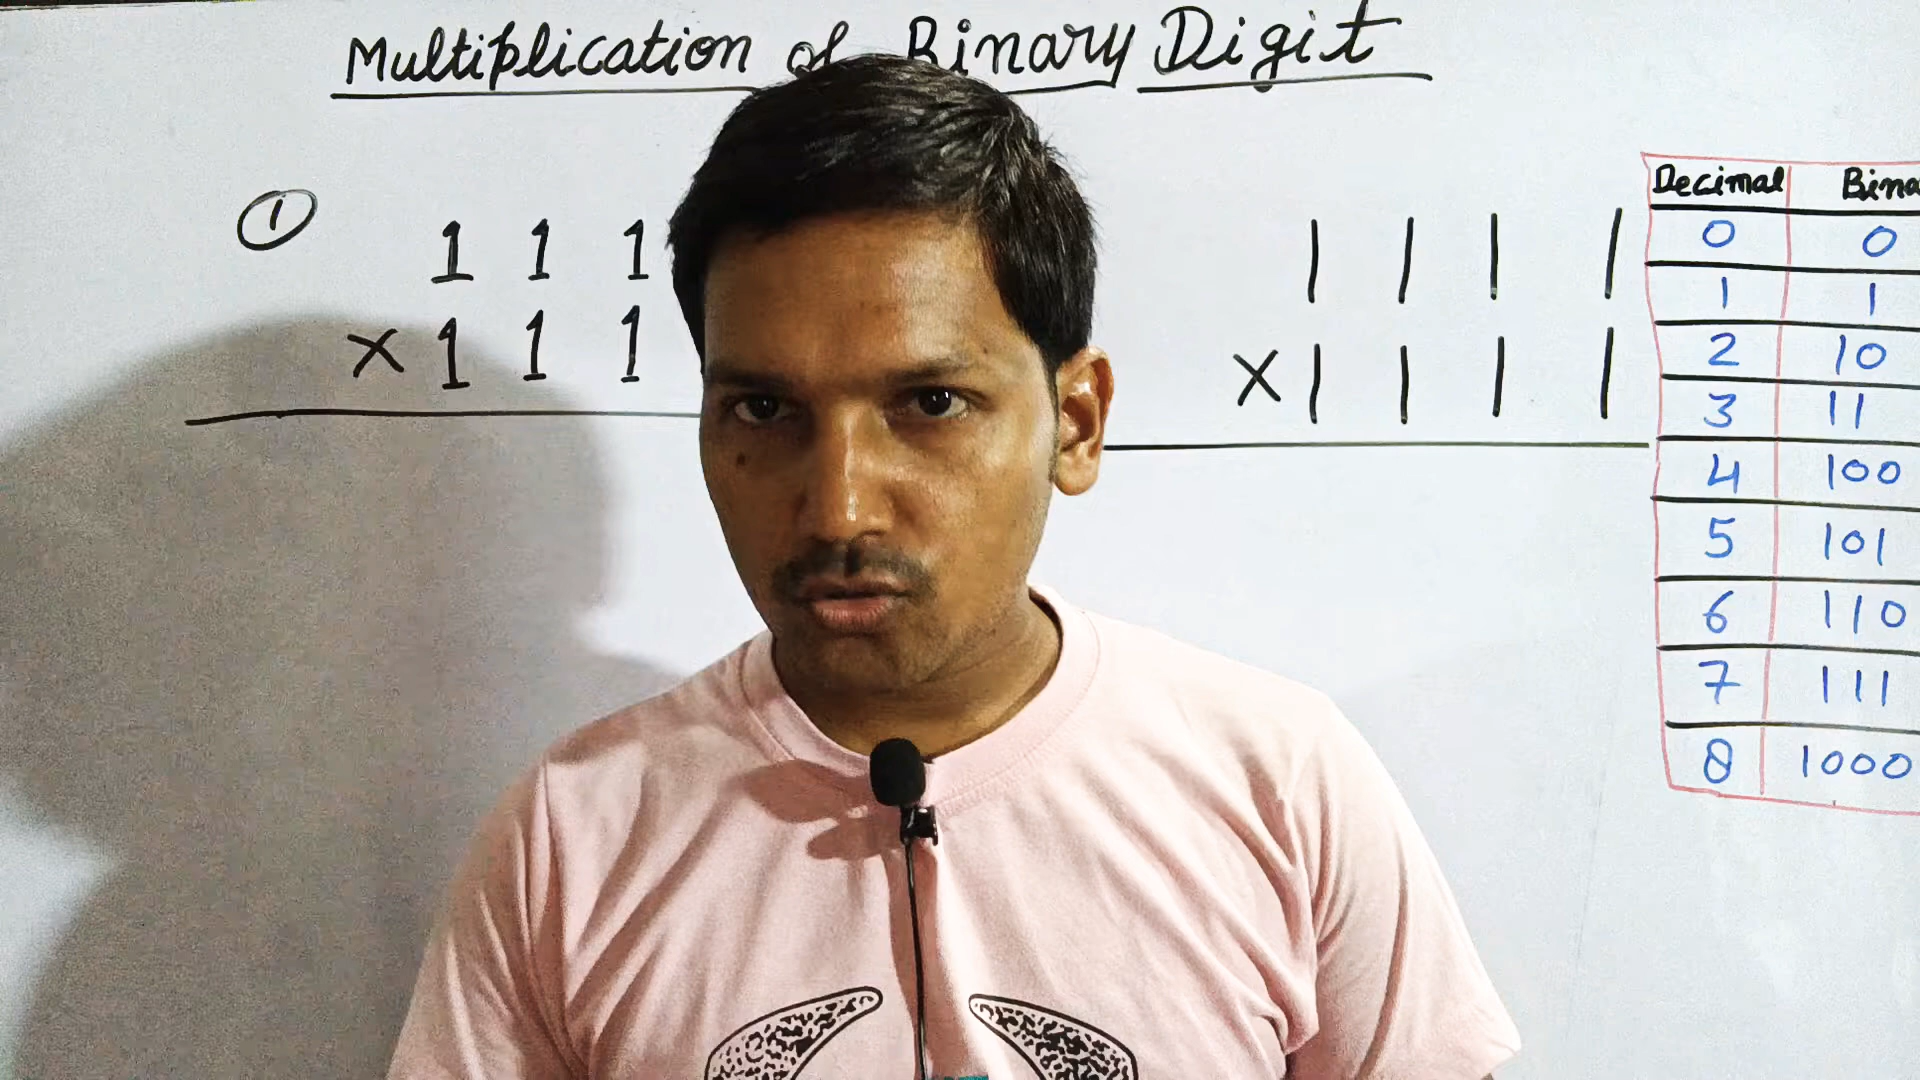 Multiplication of Binary Digit
1
1 1 1
× 1 1 1
1 1 1 1
× 1 1 1 1
Decimal Bina
0 0
1 1
2 10
3 11
4 100
5 101
6 110
7 111
8 1000